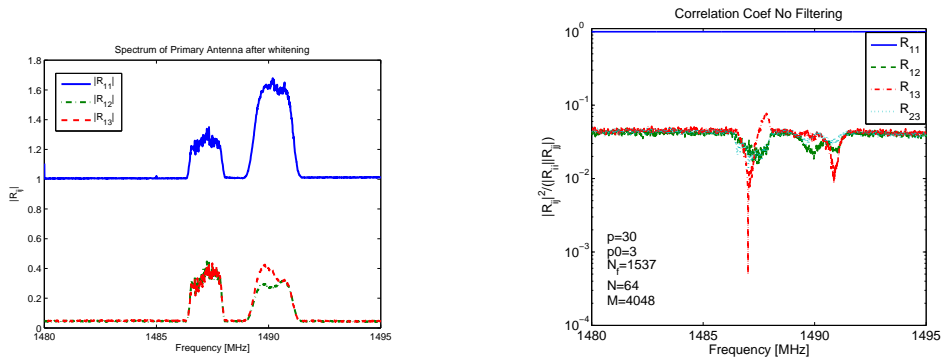 Spectrum of Primary Antenna after whitening
|R11|
|R12|
|R13|
1.8
1.6
1.4
1.2
1
0.8
0.6
0.4
0.2
0
1480
1485
1490
1495
|Rij|
Frequency [MHz]
Correlation Coef No Filtering
R11
R12
R13
R23
10^0
10^−1
10^−2
10^−3
10^−4
|Rij|^2/(|Rii||Rjj|)
p=30
p0=3
Nf=1537
N=64
M=4048
1480
1485
1490
1495
Frequency [MHz]